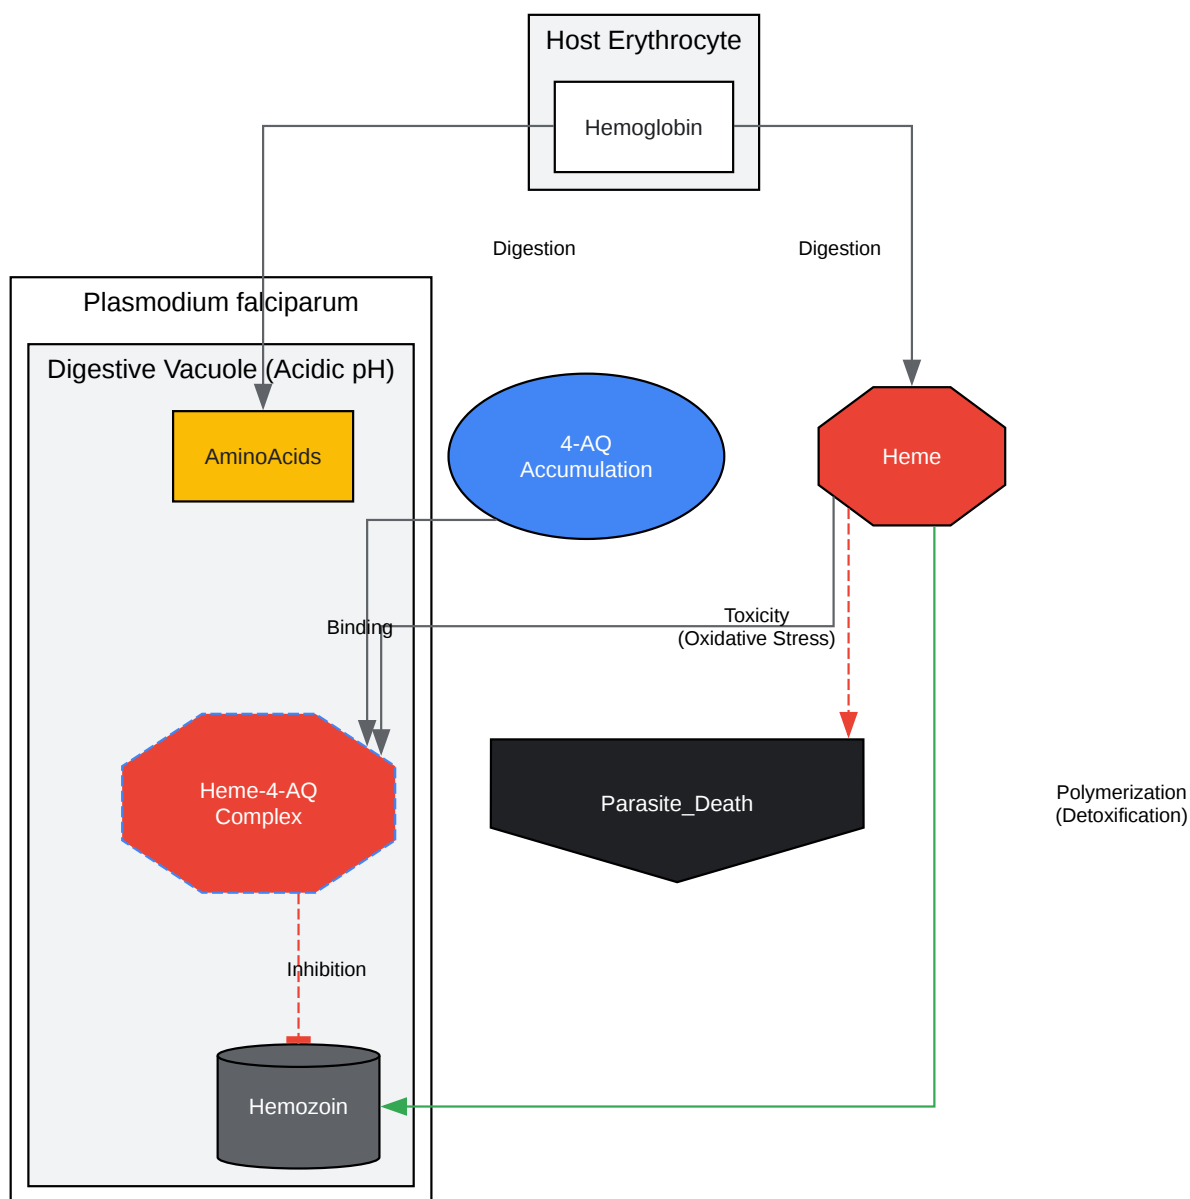 Host Erythrocyte
Hemoglobin
Digestion
Digestion
Plasmodium falciparum
Digestive Vacuole (Acidic pH)
AminoAcids
4-AQ
Accumulation
Heme
Binding
Toxicity
(Oxidative Stress)
Heme-4-AQ
Complex
Parasite_Death
Polymerization
(Detoxification)
Inhibition
Hemozoin